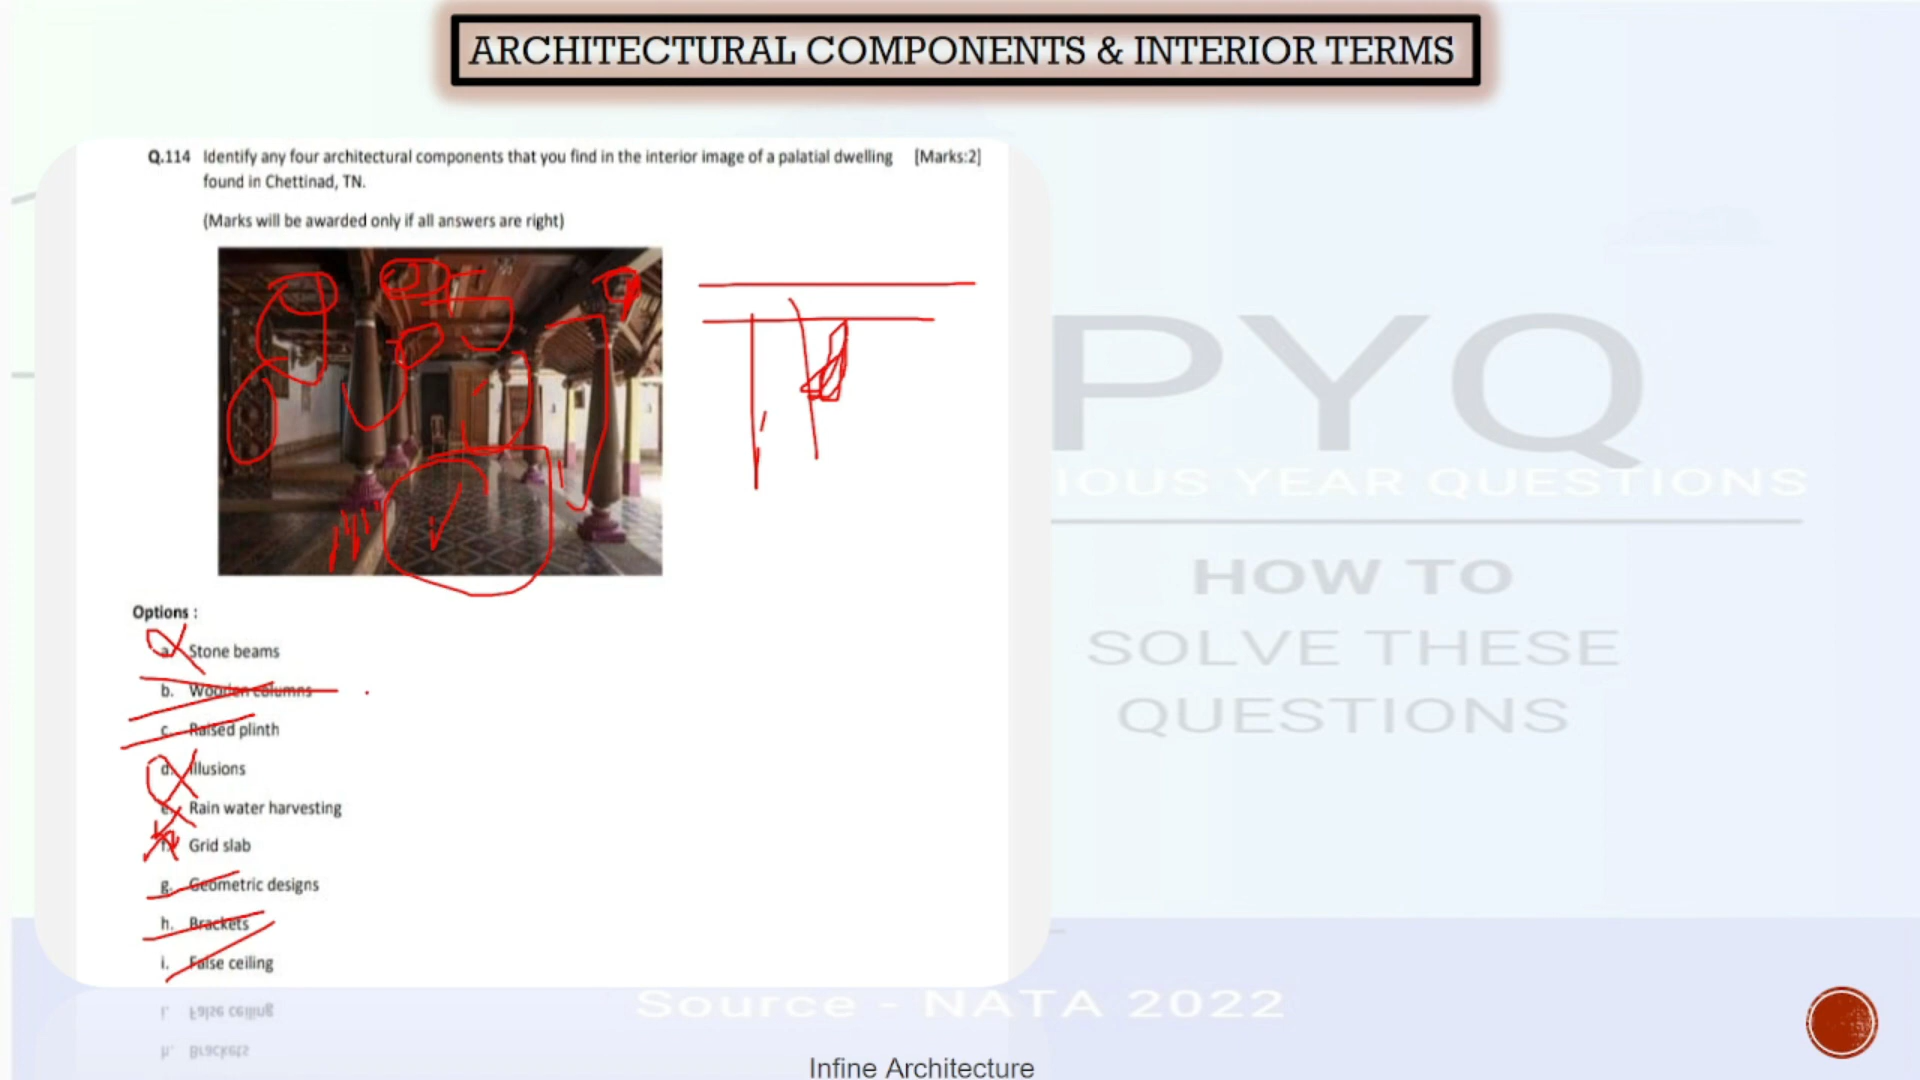 ARCHITECTURAL COMPONENTS & INTERIOR TERMS
Q.114 Identify any four architectural components that you find in the interior image of a palatial dwelling [Marks:2]
found in Chettinad, TN.
(Marks will be awarded only if all answers are right)
Options :
a. Stone beams
b. Wooden columns
c. Raised plinth
d. Illusions
e. Rain water harvesting
f. Grid slab
g. Geometric designs
h. Brackets
i. False ceiling
PYQ
IOUS YEAR QUESTIONS
HOW TO
SOLVE THESE
QUESTIONS
Source - NATA 2022
Infine Architecture